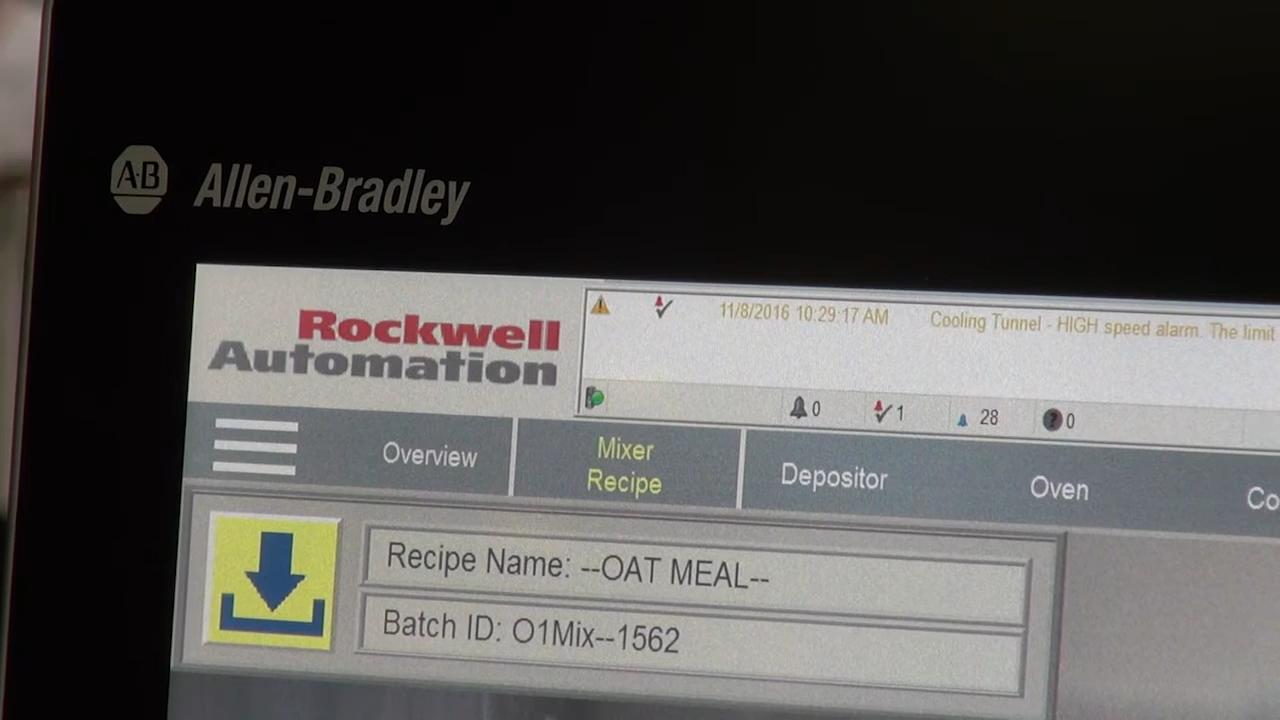 A·B Allen-Bradley
Rockwell
Automation
11/8/2016 10:29:17 AM Cooling Tunnel - HIGH speed alarm. The limit
0 1 28 ? 0
Overview
Mixer
Recipe
Depositor
Oven
Co
Recipe Name: --OAT MEAL--
Batch ID: O1Mix--1562